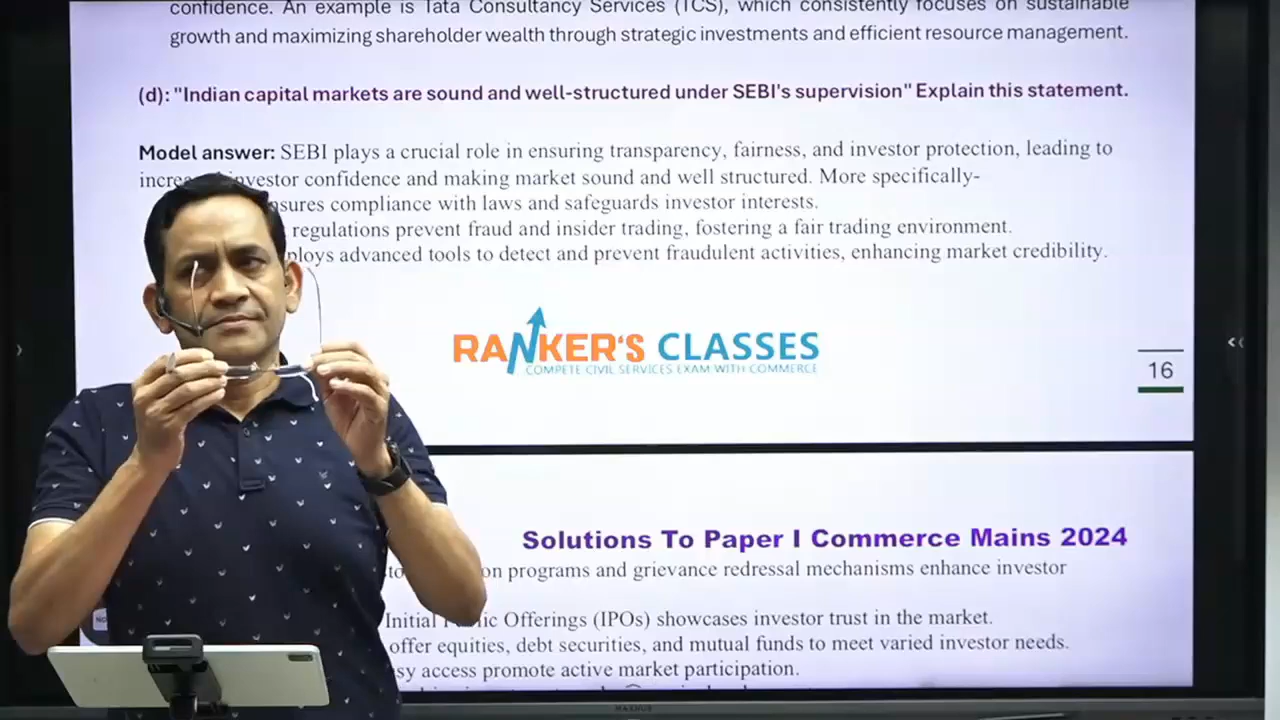 confidence. An example is Tata Consultancy Services (TCS), which consistently focuses on sustainable
growth and maximizing shareholder wealth through strategic investments and efficient resource management.
(d): "Indian capital markets are sound and well-structured under SEBI's supervision" Explain this statement.
Model answer: SEBI plays a crucial role in ensuring transparency, fairness, and investor protection, leading to
investor confidence and making market sound and well structured. More specifically-
compliance with laws and safeguards investor interests.
regulations prevent fraud and insider trading, fostering a fair trading environment.
advanced tools to detect and prevent fraudulent activities, enhancing market credibility.
RANKER'S CLASSES
COMPETE CIVIL SERVICES EXAM WITH COMMERCE
16
Solutions To Paper I Commerce Mains 2024
programs and grievance redressal mechanisms enhance investor
Initial Offerings (IPOs) showcases investor trust in the market.
offer equities, debt securities, and mutual funds to meet varied investor needs.
access promote active market participation.
MAXHUB